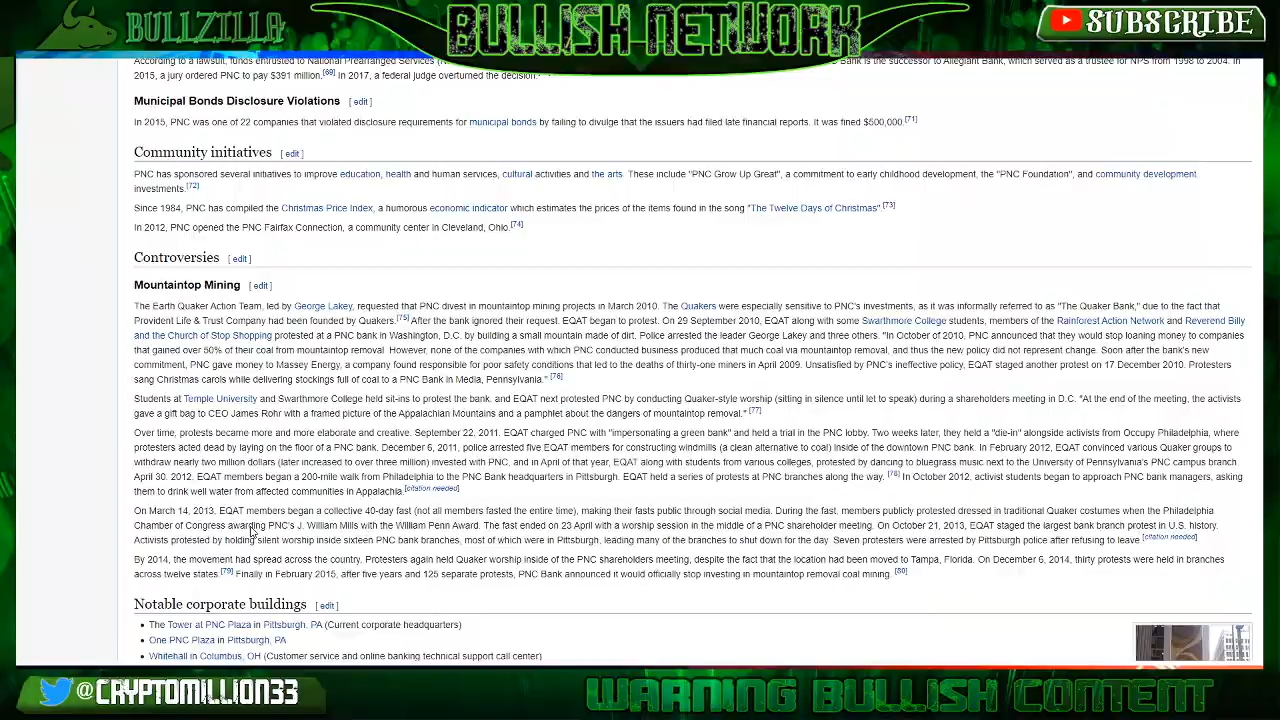 BULLZILLA
BULLISH NETWORK
SUBSCRIBE
According to a lawsuit, funds entrusted to National Prearranged Services
Bank is the successor to Allegiant Bank, which served as a trustee for NPS from 1998 to 2004. In
2015, a jury ordered PNC to pay $391 million.[69] In 2017, a federal judge overturned the decision.
Municipal Bonds Disclosure Violations [ edit ]
In 2015, PNC was one of 22 companies that violated disclosure requirements for municipal bonds by failing to divulge that the issuers had filed late financial reports. It was fined $500,000.[71]
Community initiatives [ edit ]
PNC has sponsored several initiatives to improve education, health and human services, cultural activities and the arts. These include "PNC Grow Up Great", a commitment to early childhood development, the "PNC Foundation", and community development
investments.[72]
Since 1984, PNC has compiled the Christmas Price Index, a humorous economic indicator which estimates the prices of the items found in the song "The Twelve Days of Christmas".[73]
In 2012, PNC opened the PNC Fairfax Connection, a community center in Cleveland, Ohio.[74]
Controversies [ edit ]
Mountaintop Mining [ edit ]
The Earth Quaker Action Team, led by George Lakey, requested that PNC divest in mountaintop mining projects in March 2010. The Quakers were especially sensitive to PNC's investments, as it was informally referred to as "The Quaker Bank," due to the fact that
Provident Life & Trust Company had been founded by Quakers.[75] After the bank ignored their request. EQAT began to protest. On 29 September 2010, EQAT along with some Swarthmore College students, members of the Rainforest Action Network and Reverend Billy
and the Church of Stop Shopping protested at a PNC bank in Washington, D.C. by building a small mountain made of dirt. Police arrested the leader George Lakey and three others. "In October of 2010, PNC announced that they would stop loaning money to companies
that gained over 50% of their coal from mountaintop removal. However, none of the companies with which PNC conducted business produced that much coal via mountaintop removal, and thus the new policy did not represent change. Soon after the bank's new
commitment, PNC gave money to Massey Energy, a company found responsible for poor safety conditions that led to the deaths of thirty-one miners in April 2009. Unsatisfied by PNC's ineffective policy, EQAT staged another protest on 17 December 2010. Protesters
sang Christmas carols while delivering stockings full of coal to a PNC Bank in Media, Pennsylvania." [76]
Students at Temple University and Swarthmore College held sit-ins to protest the bank, and EQAT next protested PNC by conducting Quaker-style worship (sitting in silence until let to speak) during a shareholders meeting in D.C. "At the end of the meeting, the activists
gave a gift bag to CEO James Rohr with a framed picture of the Appalachian Mountains and a pamphlet about the dangers of mountaintop removal." [77]
Over time, protests became more and more elaborate and creative. September 22, 2011. EQAT charged PNC with "impersonating a green bank" and held a trial in the PNC lobby. Two weeks later, they held a "die-in" alongside activists from Occupy Philadelphia, where
protesters acted dead by laying on the floor of a PNC bank. December 6, 2011, police arrested five EQAT members for constructing windmills (a clean alternative to coal) inside of the downtown PNC bank. In February 2012, EQAT convinced various Quaker groups to
withdraw nearly two million dollars (later increased to over three million) invested with PNC, and in April of that year, EQAT along with students from various colleges, protested by dancing to bluegrass music next to the University of Pennsylvania's PNC campus branch
April 30. 2012. EQAT members began a 200-mile walk from Philadelphia to the PNC Bank headquarters in Pittsburgh. EQAT held a series of protests at PNC branches along the way. [78] In October 2012, activist students began to approach PNC bank managers, asking
them to drink well water from affected communities in Appalachia.[citation needed]
On March 14, 2013, EQAT members began a collective 40-day fast (not all members fasted the entire time), making their fasts public through social media. During the fast, members publicly protested dressed in traditional Quaker costumes when the Philadelphia
Chamber of Congress awarding PNC's J. William Mills with the William Penn Award. The fast ended on 23 April with a worship session in the middle of a PNC shareholder meeting. On October 21, 2013, EQAT staged the largest bank branch protest in U.S. history.
Activists protested by holding silent worship inside sixteen PNC bank branches, most of which were in Pittsburgh, leading many of the branches to shut down for the day. Seven protesters were arrested by Pittsburgh police after refusing to leave.[citation needed]
By 2014, the movement had spread across the country. Protesters again held Quaker worship inside of the PNC shareholders meeting, despite the fact that the location had been moved to Tampa, Florida. On December 6, 2014, thirty protests were held in branches
across twelve states.[79] Finally in February 2015, after five years and 125 separate protests, PNC Bank announced it would officially stop investing in mountaintop removal coal mining. [80]
Notable corporate buildings [ edit ]
• The Tower at PNC Plaza in Pittsburgh, PA (Current corporate headquarters)
• One PNC Plaza in Pittsburgh, PA
• Whitehall in Columbus, OH (Customer service and online banking technical support call center)
@CRYPTOMILLION33
WARNING BULLISH CONTENT